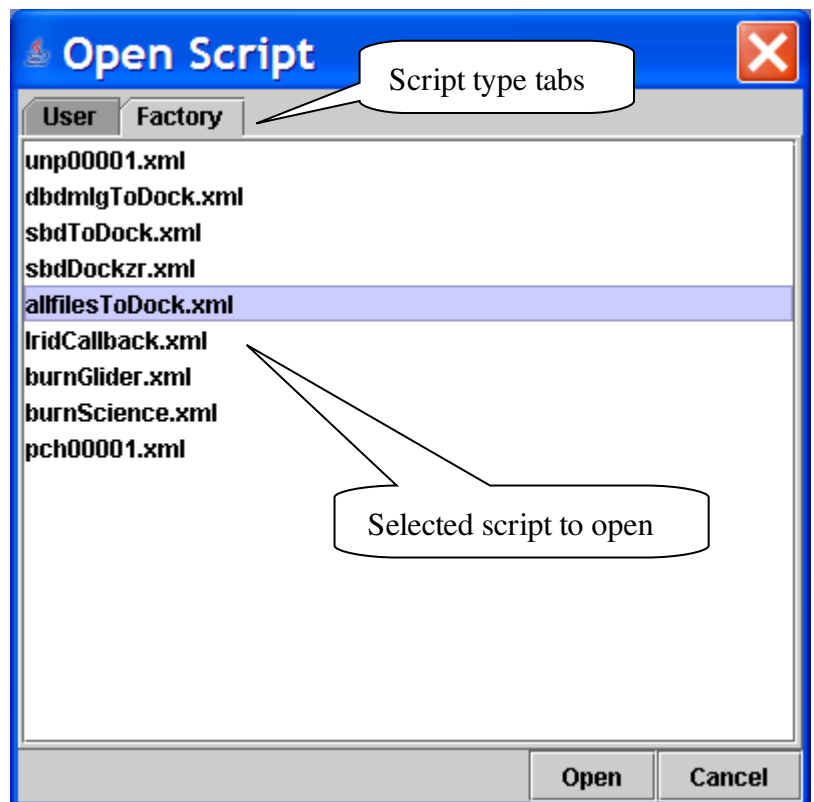 Open Script
Script type tabs
User Factory
unp00001.xml
dbdmlgToDock.xml
sbdToDock.xml
sbdDockzr.xml
allfilesToDock.xml
IridCallback.xml
burnGlider.xml
burnScience.xml
pch00001.xml
Selected script to open
Open Cancel